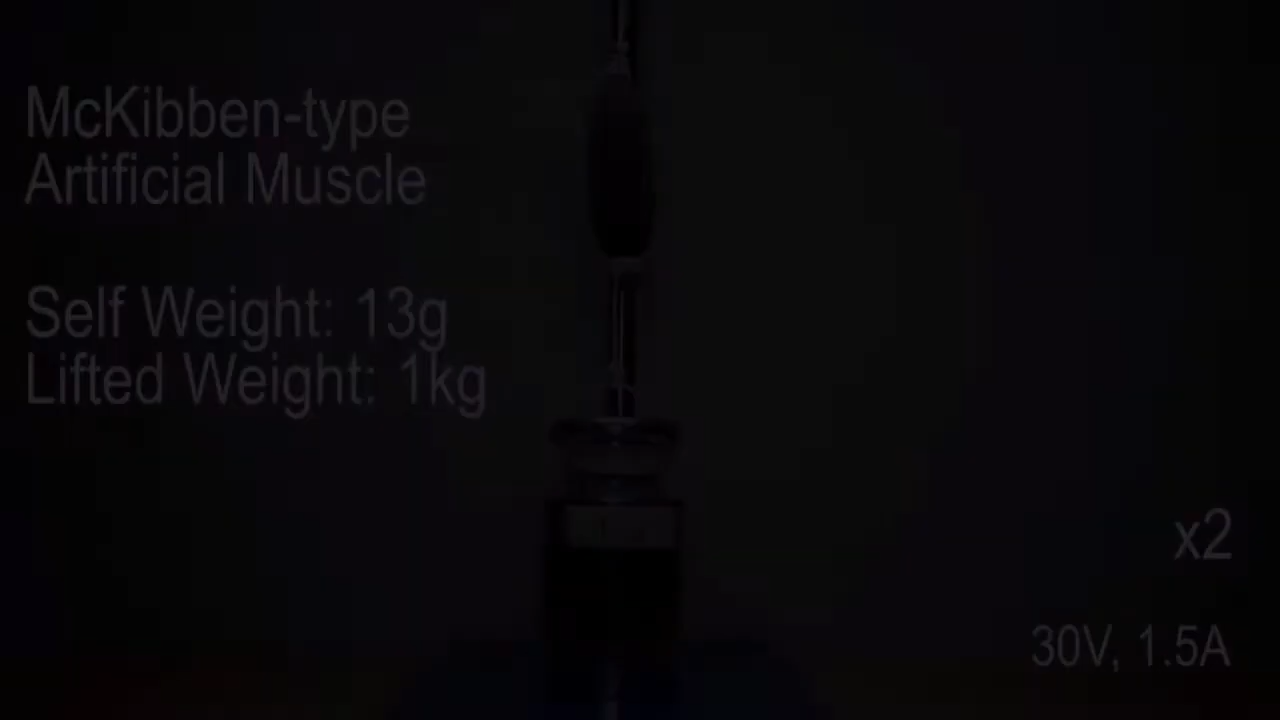 McKibben-type
Artificial Muscle
Self Weight: 13g
Lifted Weight: 1kg
x2
30V, 1.5A